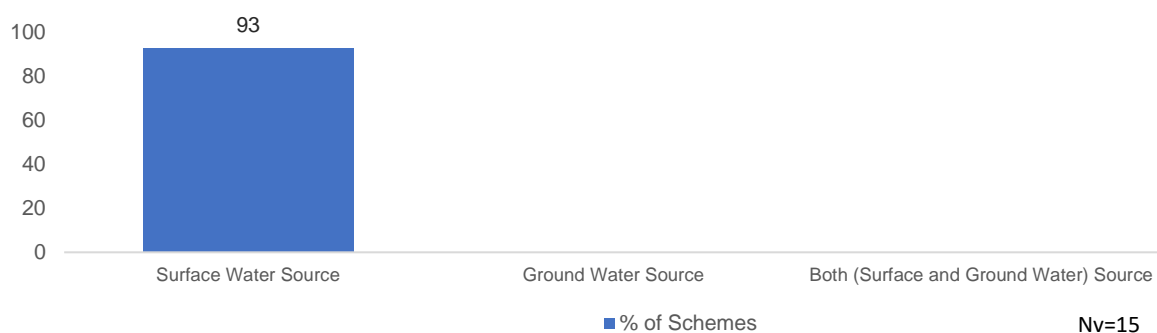 93
100
80
60
40
20
0
Surface Water Source
Ground Water Source
Both (Surface and Ground Water) Source
% of Schemes
Nv=15